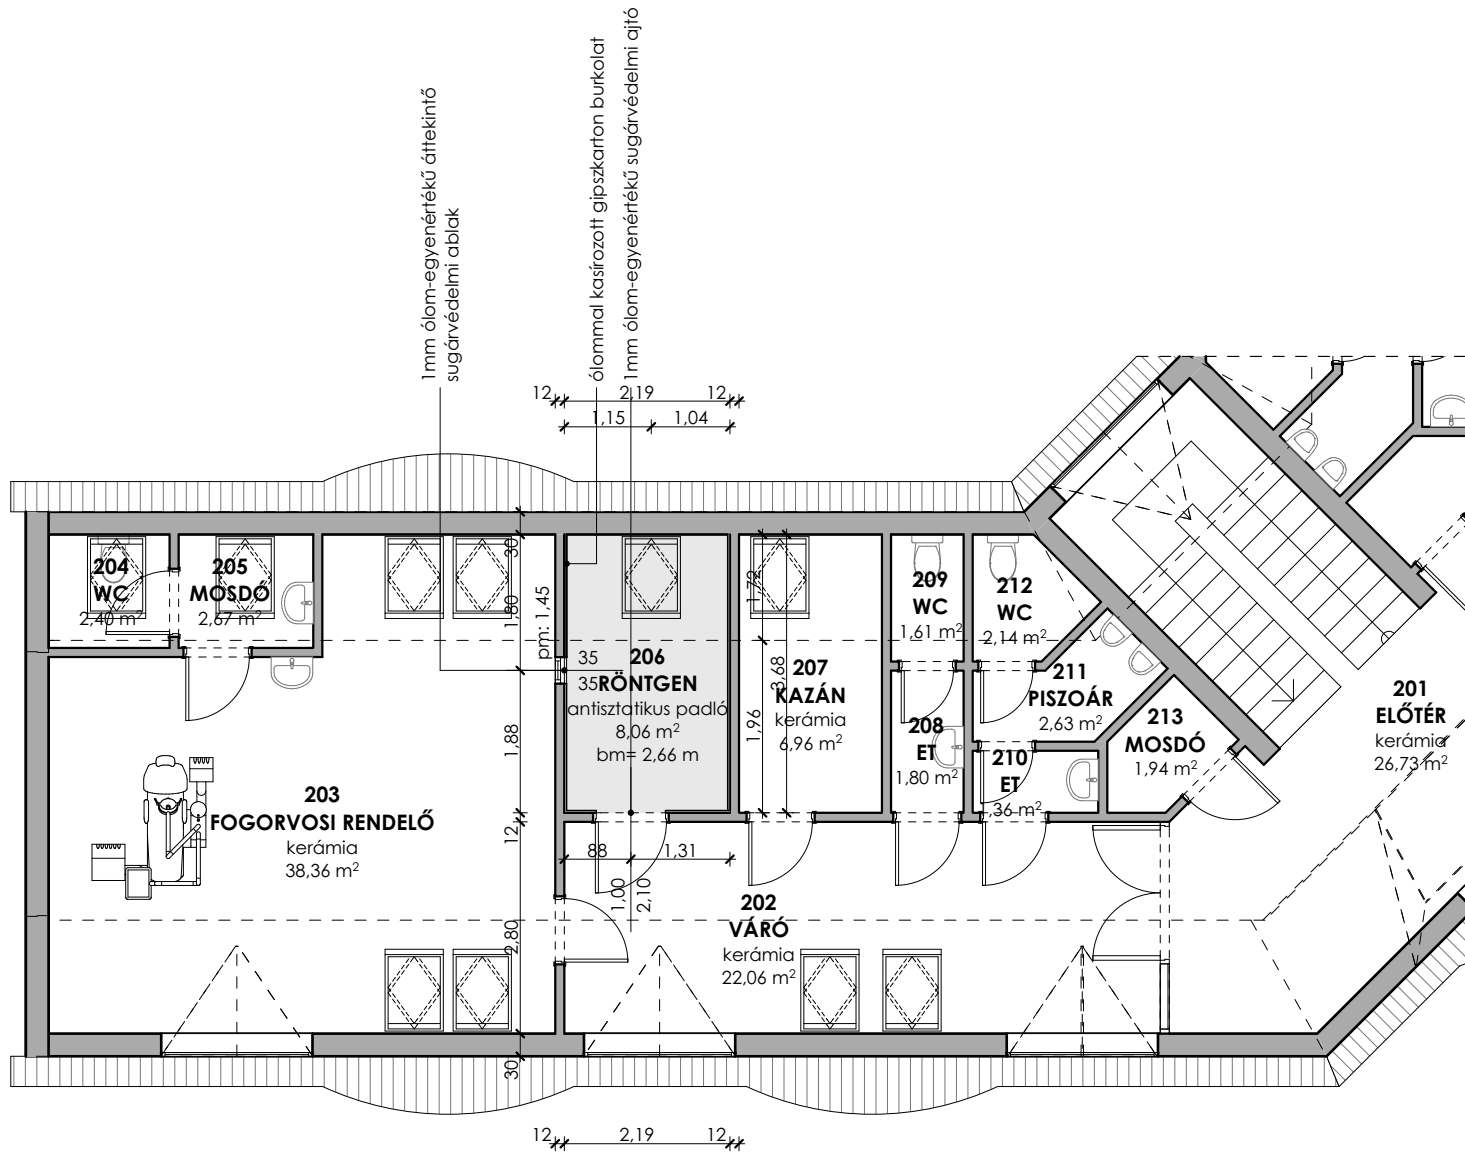 1mm ólom-egyenértékű áttekintő
sugárvédelmi ablak
ólommal kasírozott gipszkarton burkolat
1mm ólom-egyenértékű sugárvédelmi ajtó
12
2,19
12
1,15
1,04
30
1,80
pm: 1,45
1,88
12
2,80
30
35
35
1,72
3,68
1,96
204
WC
2,40 m²
205
MOSDÓ
2,67 m²
206
RÖNTGEN
antisztatikus padló
8,06 m²
bm= 2,66 m
207
KAZÁN
kerámia
6,96 m²
209
WC
1,61 m²
212
WC
2,14 m²
211
PISZOÁR
2,63 m²
208
ET
1,80 m²
210
ET
,36 m²
213
MOSDÓ
1,94 m²
201
ELŐTÉR
kerámia
26,73 m²
203
FOGORVOSI RENDELŐ
kerámia
38,36 m²
88
1,31
1,00
2,10
202
VÁRÓ
kerámia
22,06 m²
12
2,19
12